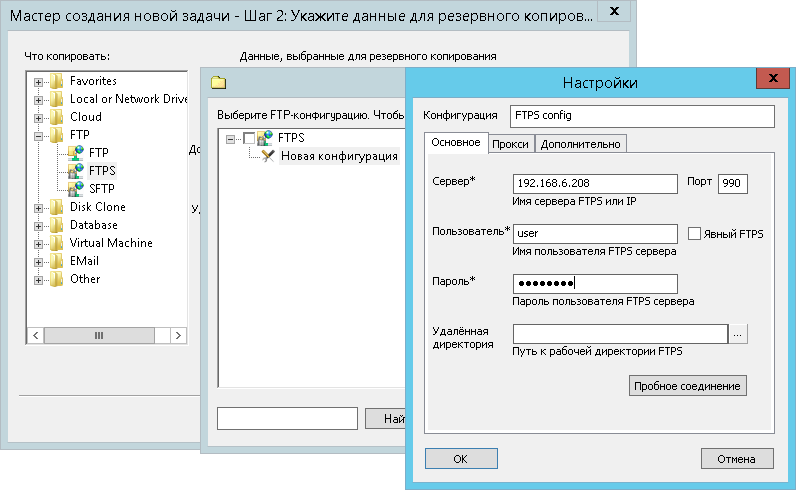 Мастер создания новой задачи - Шаг 2: Укажите данные для резервного копиров...
Что копировать:
Данные, выбранные для резервного копирования
Favorites
Local or Network Drive
Cloud
FTP
FTP
FTPS
SFTP
Disk Clone
Database
Virtual Machine
EMail
Other
Выберите FTP-конфигурацию. Чтобы
FTPS
Новая конфигурация
Най
Настройки
Конфигурация
FTPS config
Основное
Прокси
Дополнительно
Сервер*
192.168.6.208
Порт
990
Имя сервера FTPS или IP
Пользователь*
user
Явный FTPS
Имя пользователя FTPS сервера
Пароль*
Пароль пользователя FTPS сервера
Удалённая
директория
...
Путь к рабочей директории FTPS
Пробное соединение
OK
Отмена